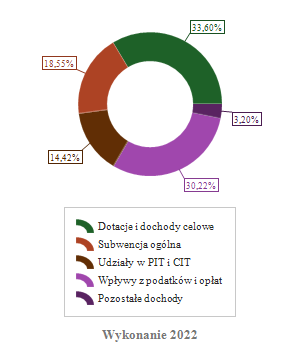 33,60%
18,55%
3,20%
14,42%
30,22%
Dotacje i dochody celowe
Subwencja ogólna
Udziały w PIT i CIT
Wpływy z podatków i opłat
Pozostałe dochody
Wykonanie 2022